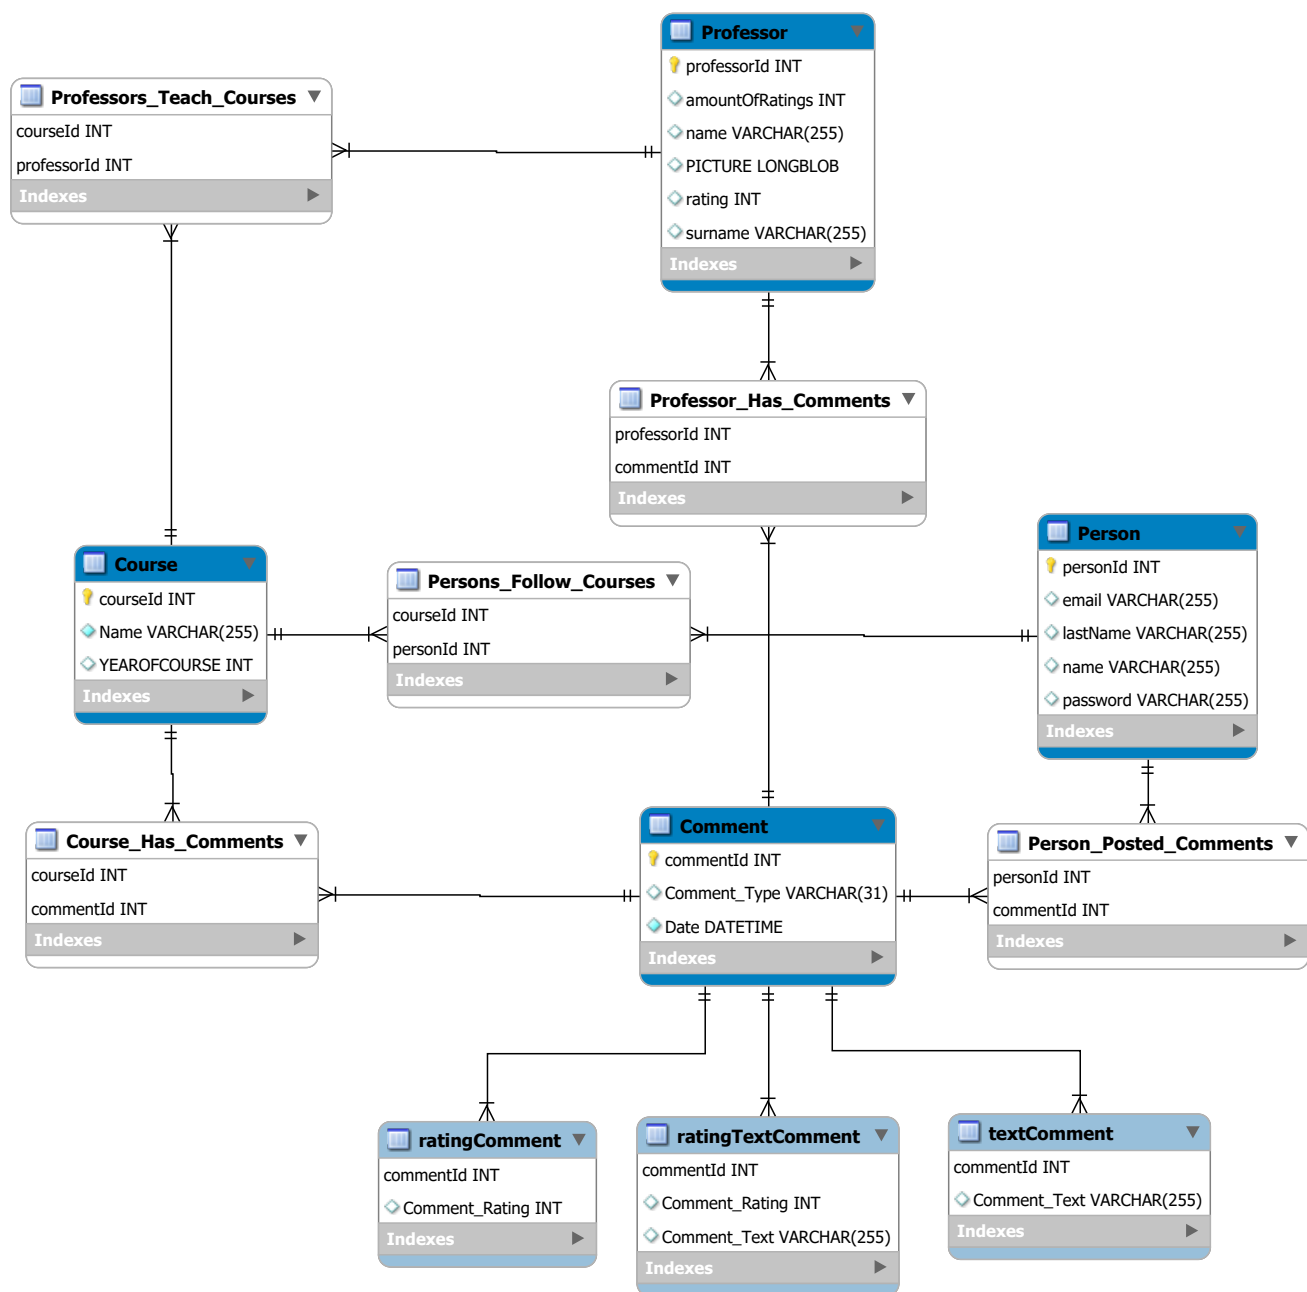 Professor
professorId INT
amountOfRatings INT
name VARCHAR(255)
PICTURE LONGBLOB
rating INT
surname VARCHAR(255)
Indexes
Professors_Teach_Courses
courseId INT
professorId INT
Indexes
Professor_Has_Comments
professorId INT
commentId INT
Indexes
Person
personId INT
email VARCHAR(255)
lastName VARCHAR(255)
name VARCHAR(255)
password VARCHAR(255)
Indexes
Course
courseId INT
Name VARCHAR(255)
YEAROFCOURSE INT
Indexes
Persons_Follow_Courses
courseId INT
personId INT
Indexes
Course_Has_Comments
courseId INT
commentId INT
Indexes
Comment
commentId INT
Comment_Type VARCHAR(31)
Date DATETIME
Indexes
Person_Posted_Comments
personId INT
commentId INT
Indexes
ratingComment
commentId INT
Comment_Rating INT
Indexes
ratingTextComment
commentId INT
Comment_Rating INT
Comment_Text VARCHAR(255)
Indexes
textComment
commentId INT
Comment_Text VARCHAR(255)
Indexes